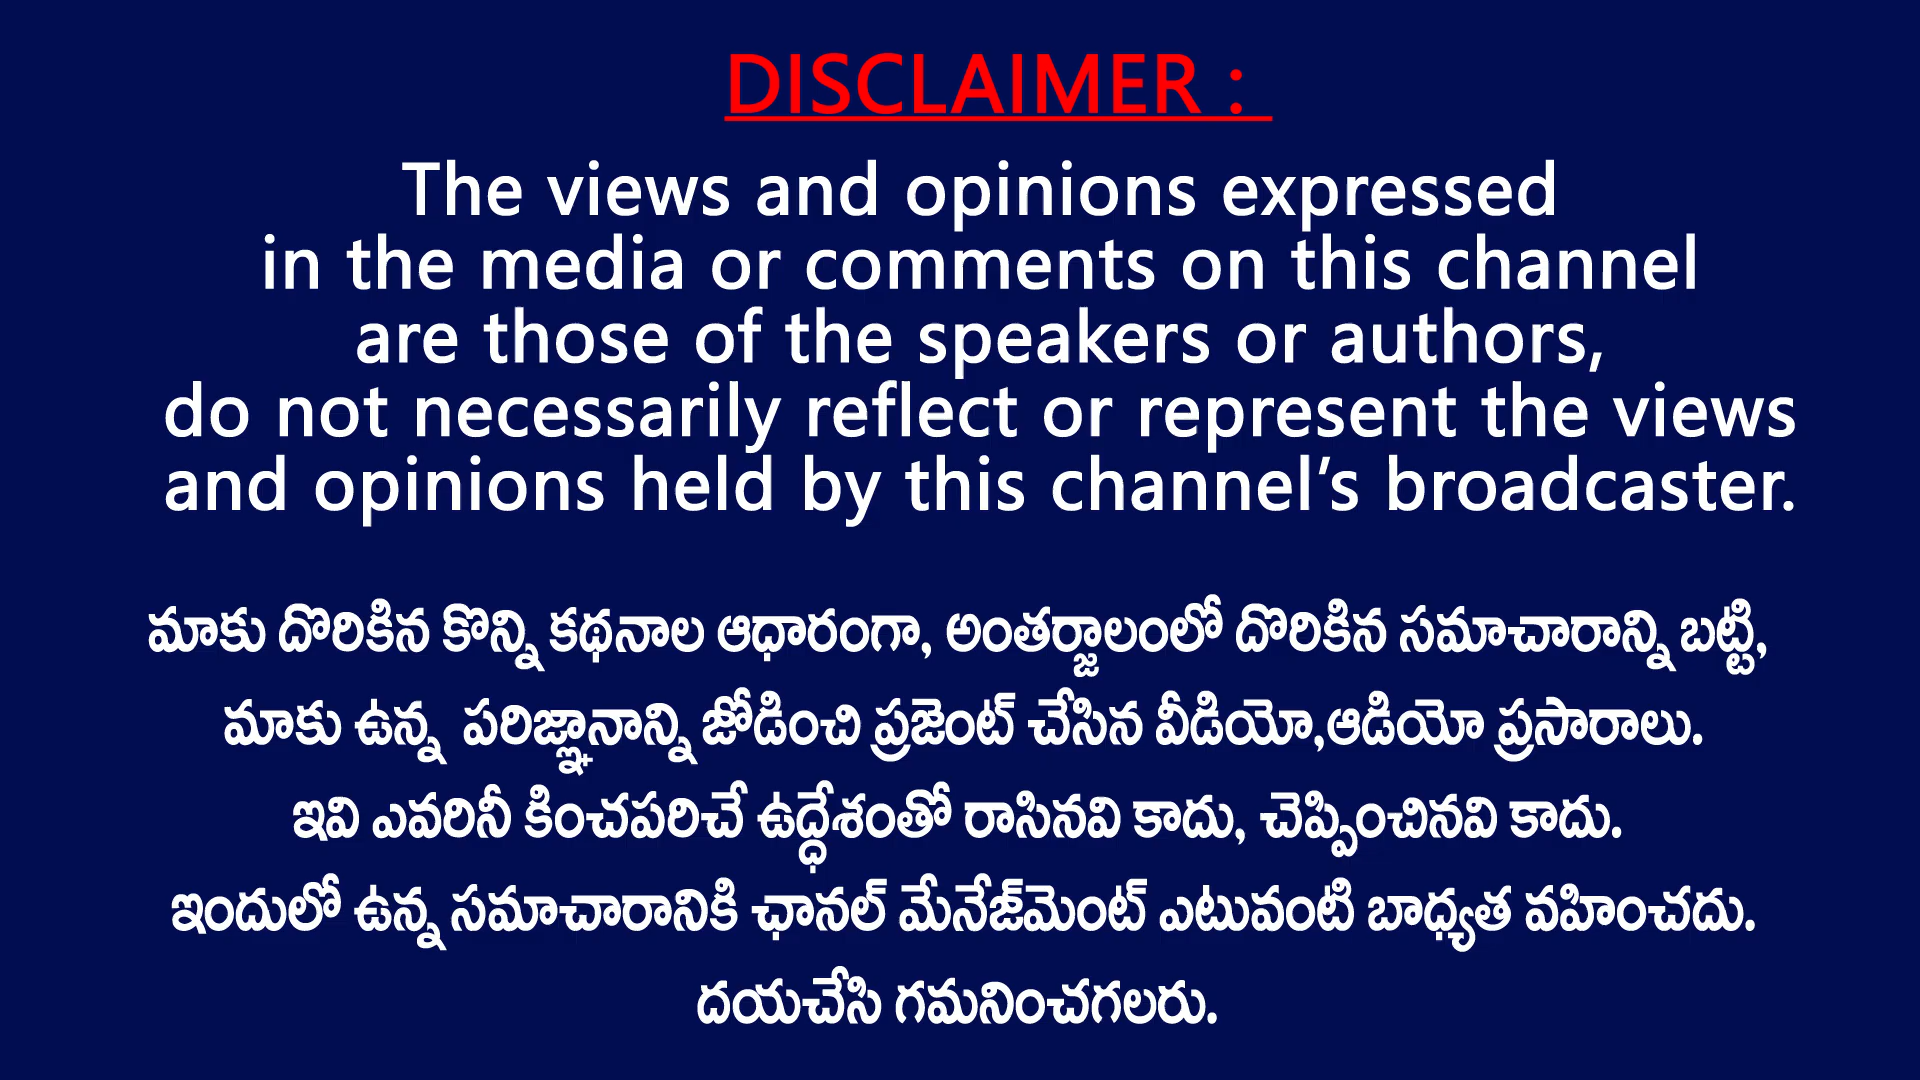 DISCLAIMER :
The views and opinions expressed
in the media or comments on this channel
are those of the speakers or authors,
do not necessarily reflect or represent the views
and opinions held by this channel’s broadcaster.
మాకు దొరికిన కొన్ని కథనాల ఆధారంగా, అంతర్జాలంలో దొరికిన సమాచారాన్ని బట్టి,
మాకు ఉన్న పరిజ్ఞానాన్ని జోడించి ప్రజెంట్ చేసిన వీడియో,ఆడియో ప్రసారాలు.
ఇవి ఎవరినీ కించపరిచే ఉద్ధేశంతో రాసినవి కాదు, చెప్పించినవి కాదు.
ఇందులో ఉన్న సమాచారానికి ఛానల్ మేనేజ్‌మెంట్ ఎటువంటి బాధ్యత వహించదు.
దయచేసి గమనించగలరు.